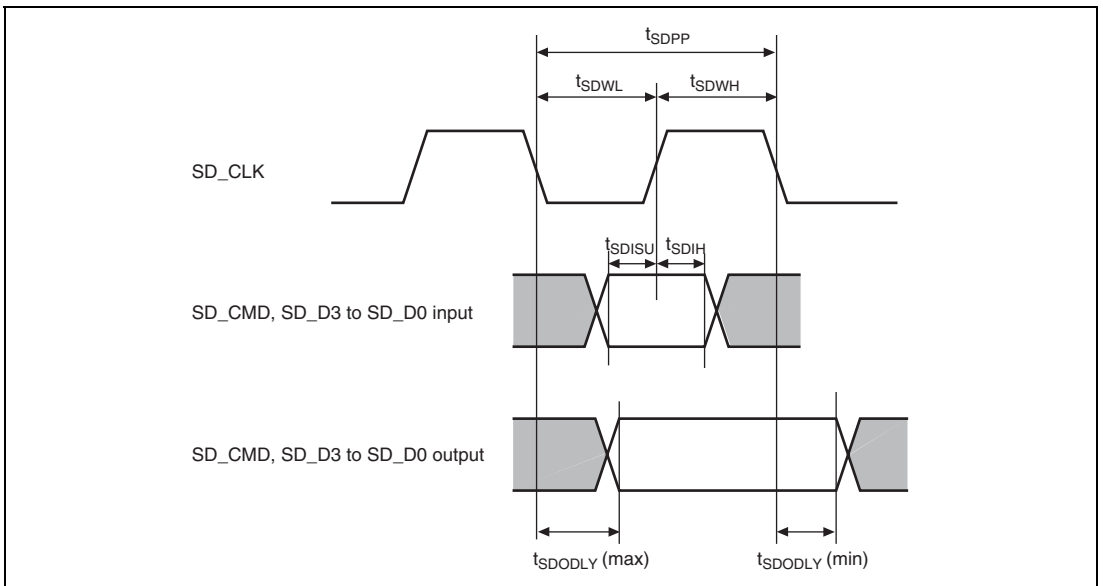 tSDPP
tSDWL tSDWH
SD_CLK
tSDISU tSDIH
SD_CMD, SD_D3 to SD_D0 input
SD_CMD, SD_D3 to SD_D0 output
tSDODLY (max) tSDODLY (min)